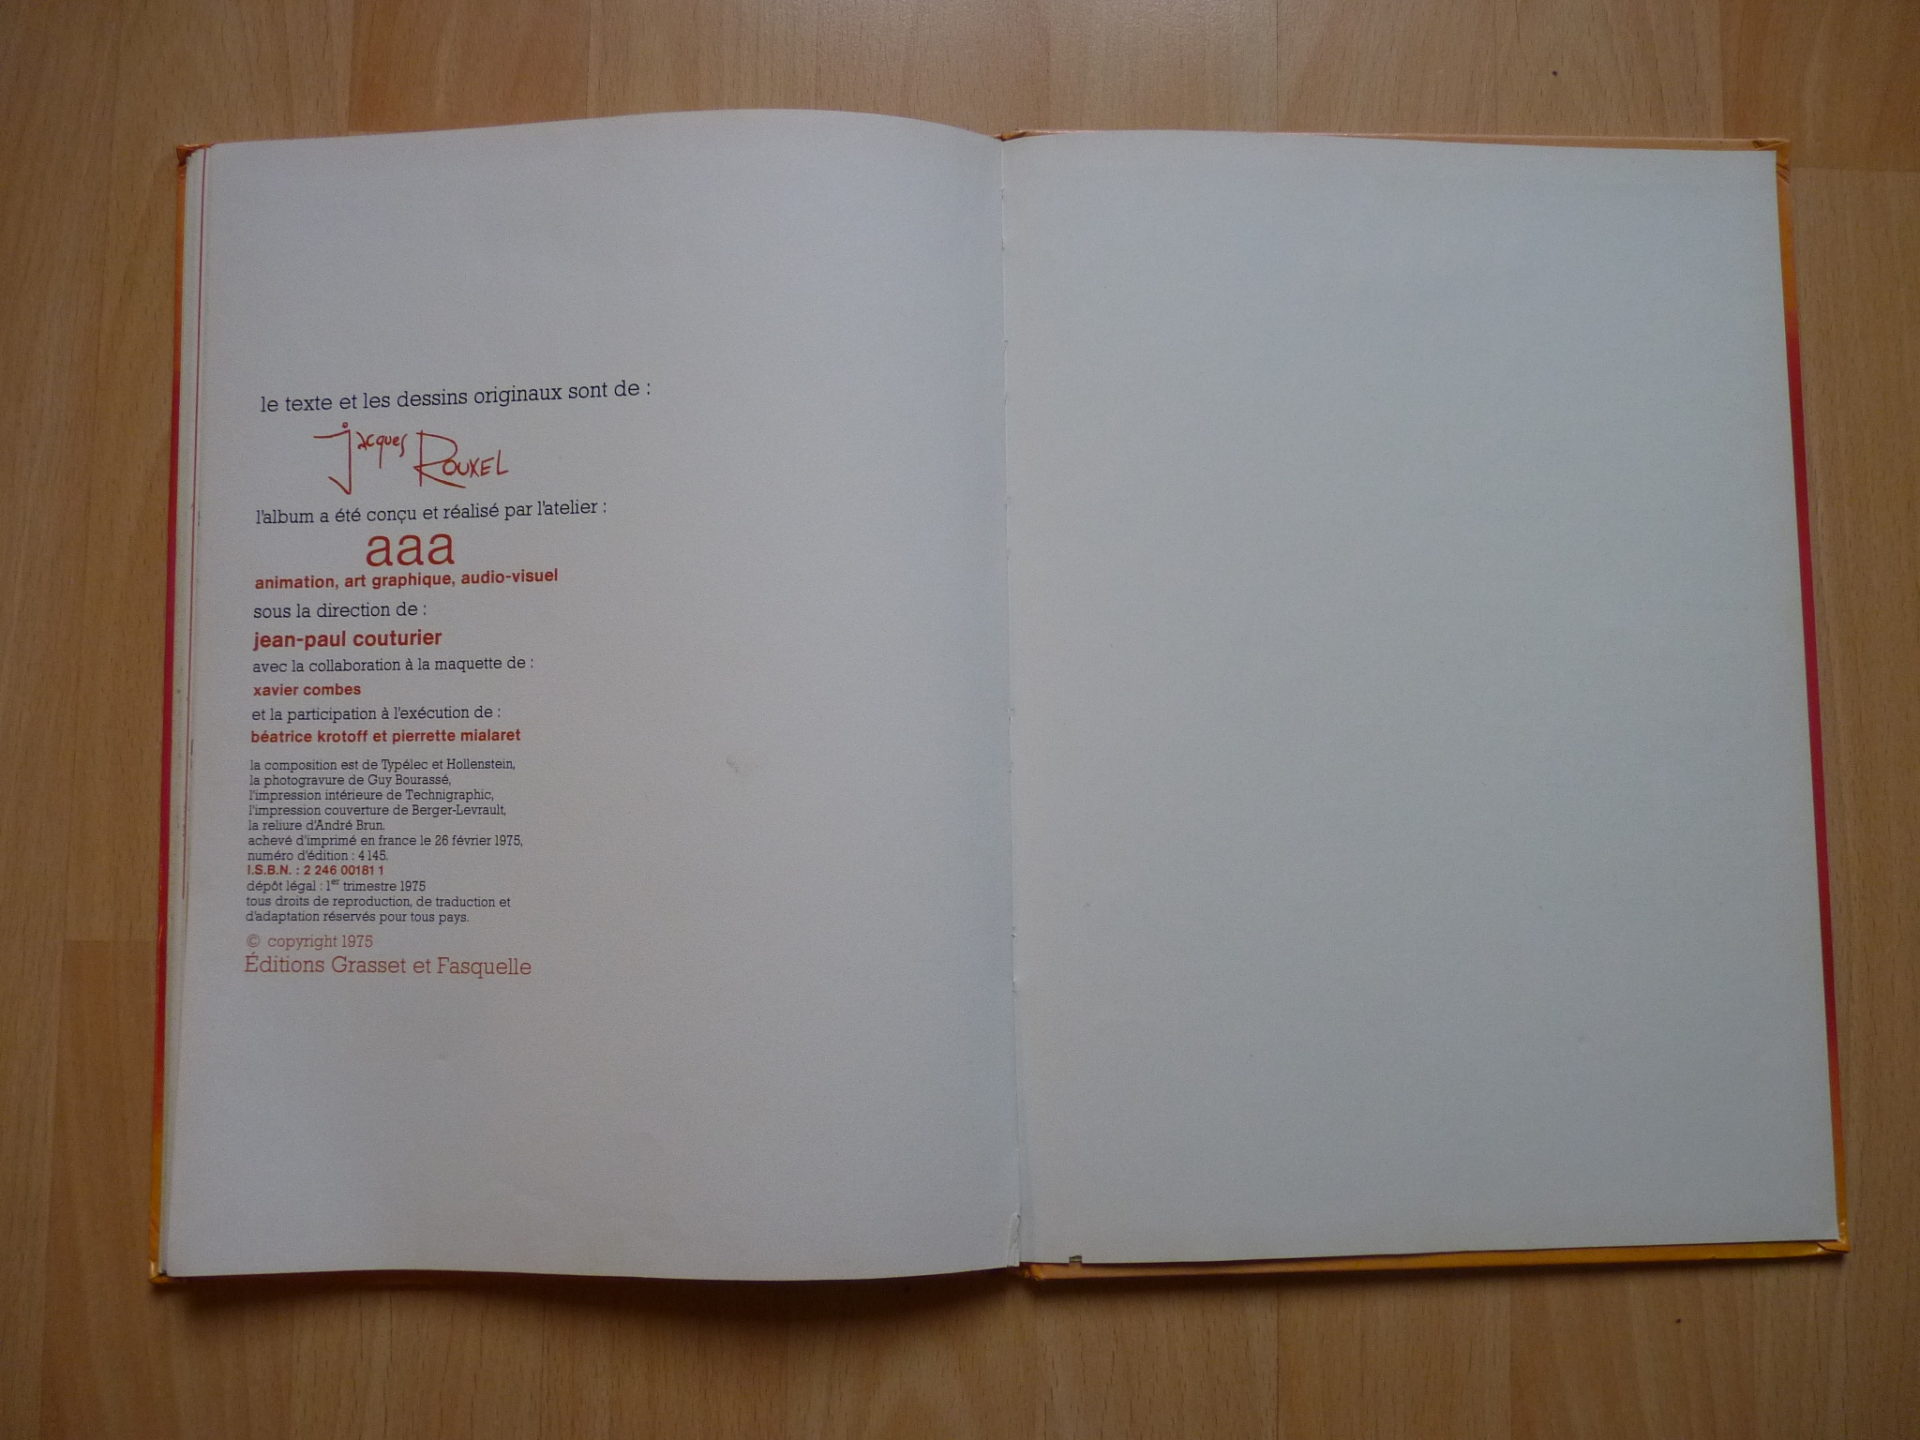 le texte et les dessins originaux sont de :
jacques Rouxel
l'album a été conçu et réalisé par l'atelier :
aaa
animation, art graphique, audio-visuel
sous la direction de :
jean-paul couturier
avec la collaboration à la maquette de :
xavier combes
et la participation à l'exécution de :
béatrice krotoff et pierrette mialaret
la composition est de Typélec et Hollenstein,
la photogravure de Guy Bourassé,
l'impression intérieure de Technigraphic,
l'impression couverture de Berger-Levrault,
la reliure d'André Brun.
achevé d'imprimé en france le 26 février 1975,
numéro d'édition : 4145.
I.S.B.N. : 2 246 00181 1
dépôt légal : 1er trimestre 1975
tous droits de reproduction, de traduction et
d'adaptation réservés pour tous pays.
© copyright 1975
Éditions Grasset et Fasquelle